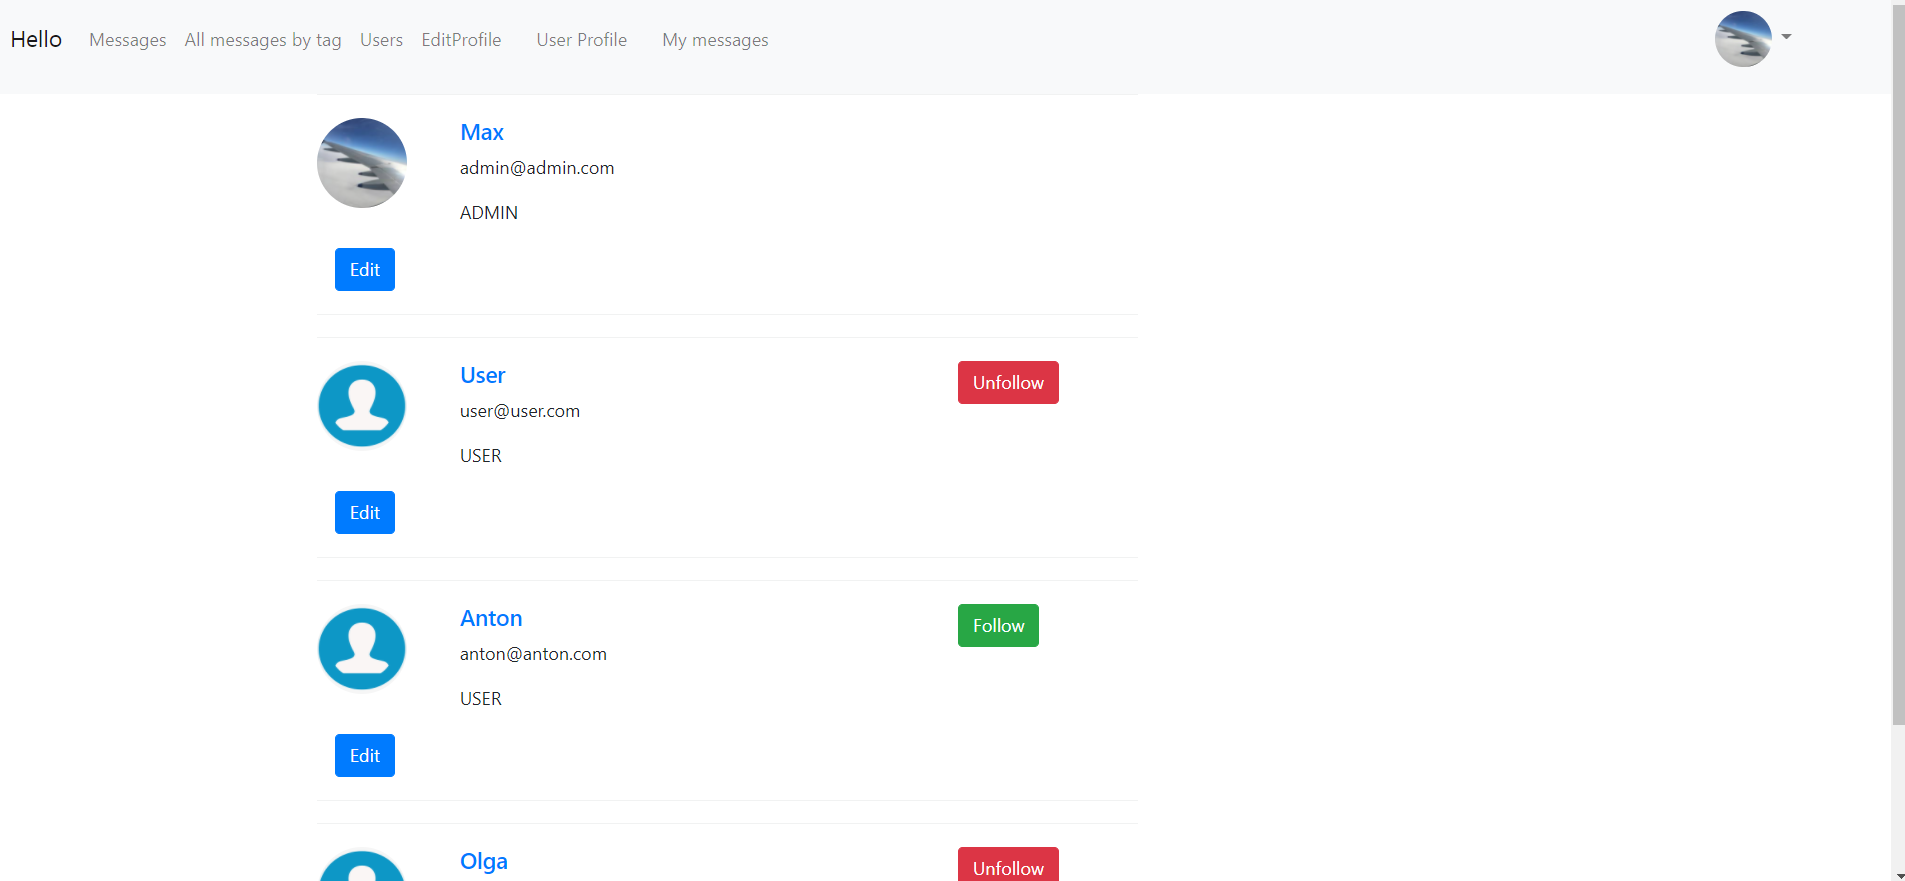 Hello Messages All messages by tag Users EditProfile User Profile My messages
Max
admin@admin.com
ADMIN
Edit
User
Unfollow
user@user.com
USER
Edit
Anton
Follow
anton@anton.com
USER
Edit
Olga
Unfollow